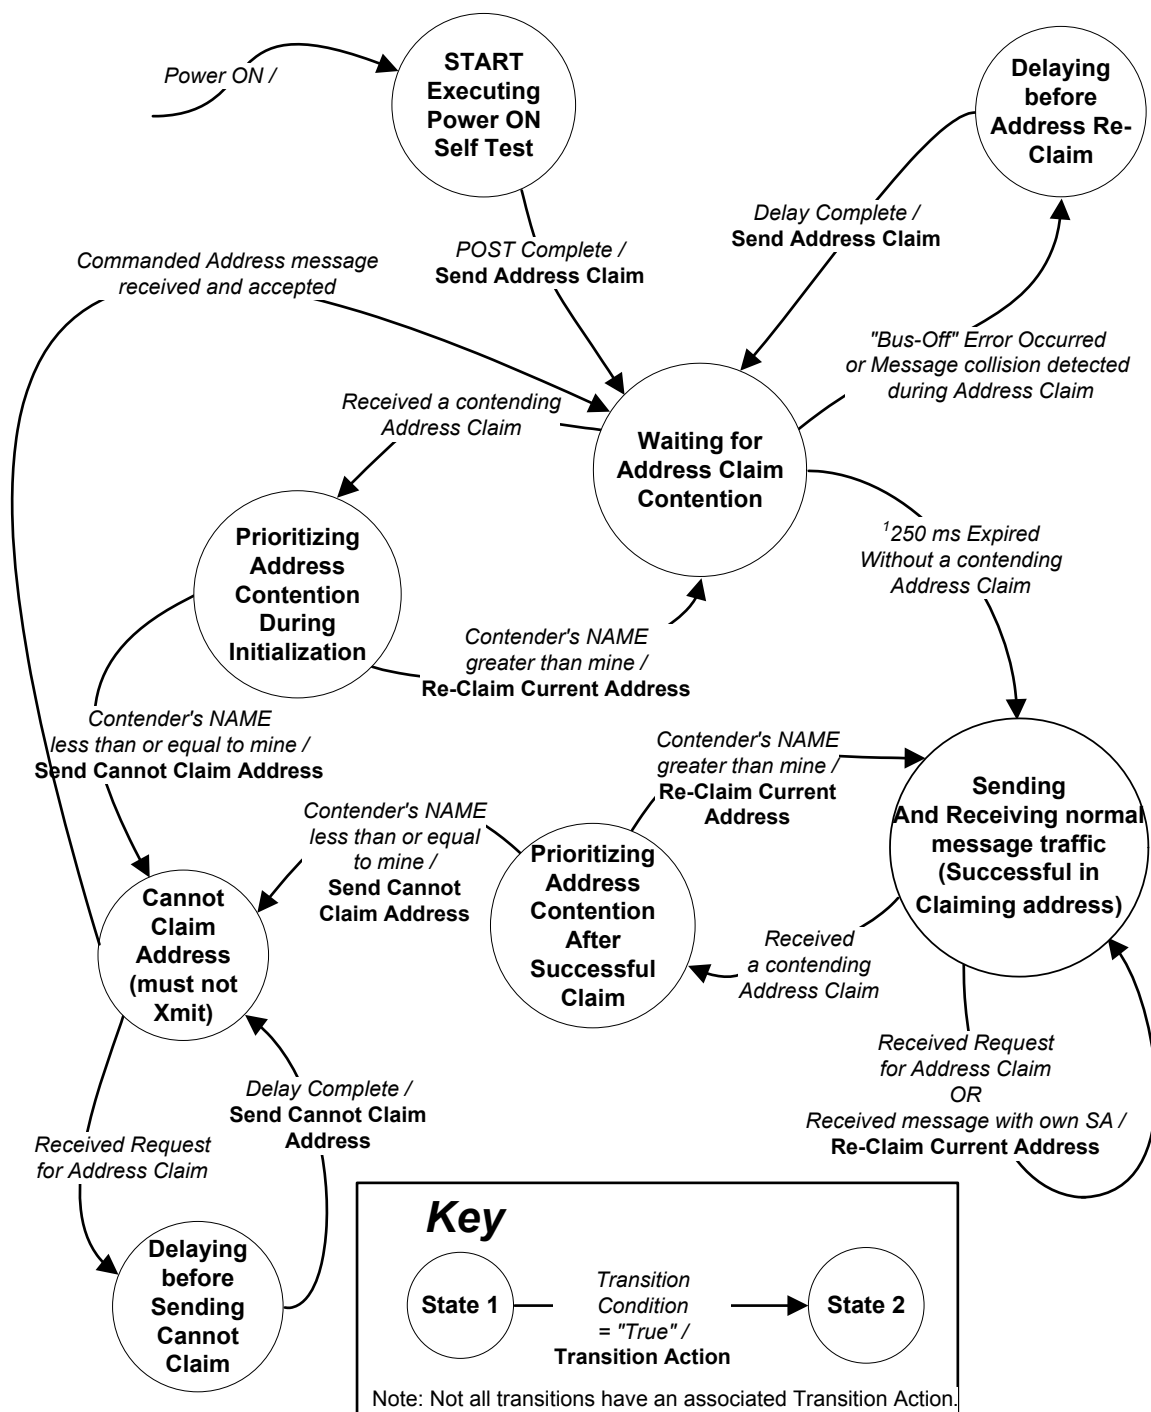 Power ON /
START
Executing
Power ON
Self Test
Delaying
before
Address Re-
Claim
Delay Complete /
Send Address Claim
POST Complete /
Send Address Claim
Commanded Address message
received and accepted
"Bus-Off" Error Occurred
or Message collision detected
during Address Claim
Received a contending
Address Claim
Waiting for
Address Claim
Contention
¹250 ms Expired
Without a contending
Address Claim
Prioritizing
Address
Contention
During
Initialization
Contender's NAME
greater than mine /
Re-Claim Current Address
Contender's NAME
less than or equal to mine /
Send Cannot Claim Address
Contender's NAME
greater than mine /
Re-Claim Current
Address
Sending
And Receiving normal
message traffic
(Successful in
Claiming address)
Contender's NAME
less than or equal
to mine /
Send Cannot
Claim Address
Prioritizing
Address
Contention
After
Successful
Claim
Cannot
Claim
Address
(must not
Xmit)
Received
a contending
Address Claim
Received Request
for Address Claim
OR
Received message with own SA /
Re-Claim Current Address
Delay Complete /
Send Cannot Claim
Address
Received Request
for Address Claim
Delaying
before
Sending
Cannot
Claim
Key
State 1
Transition
Condition
= "True" /
Transition Action
State 2
Note: Not all transitions have an associated Transition Action.